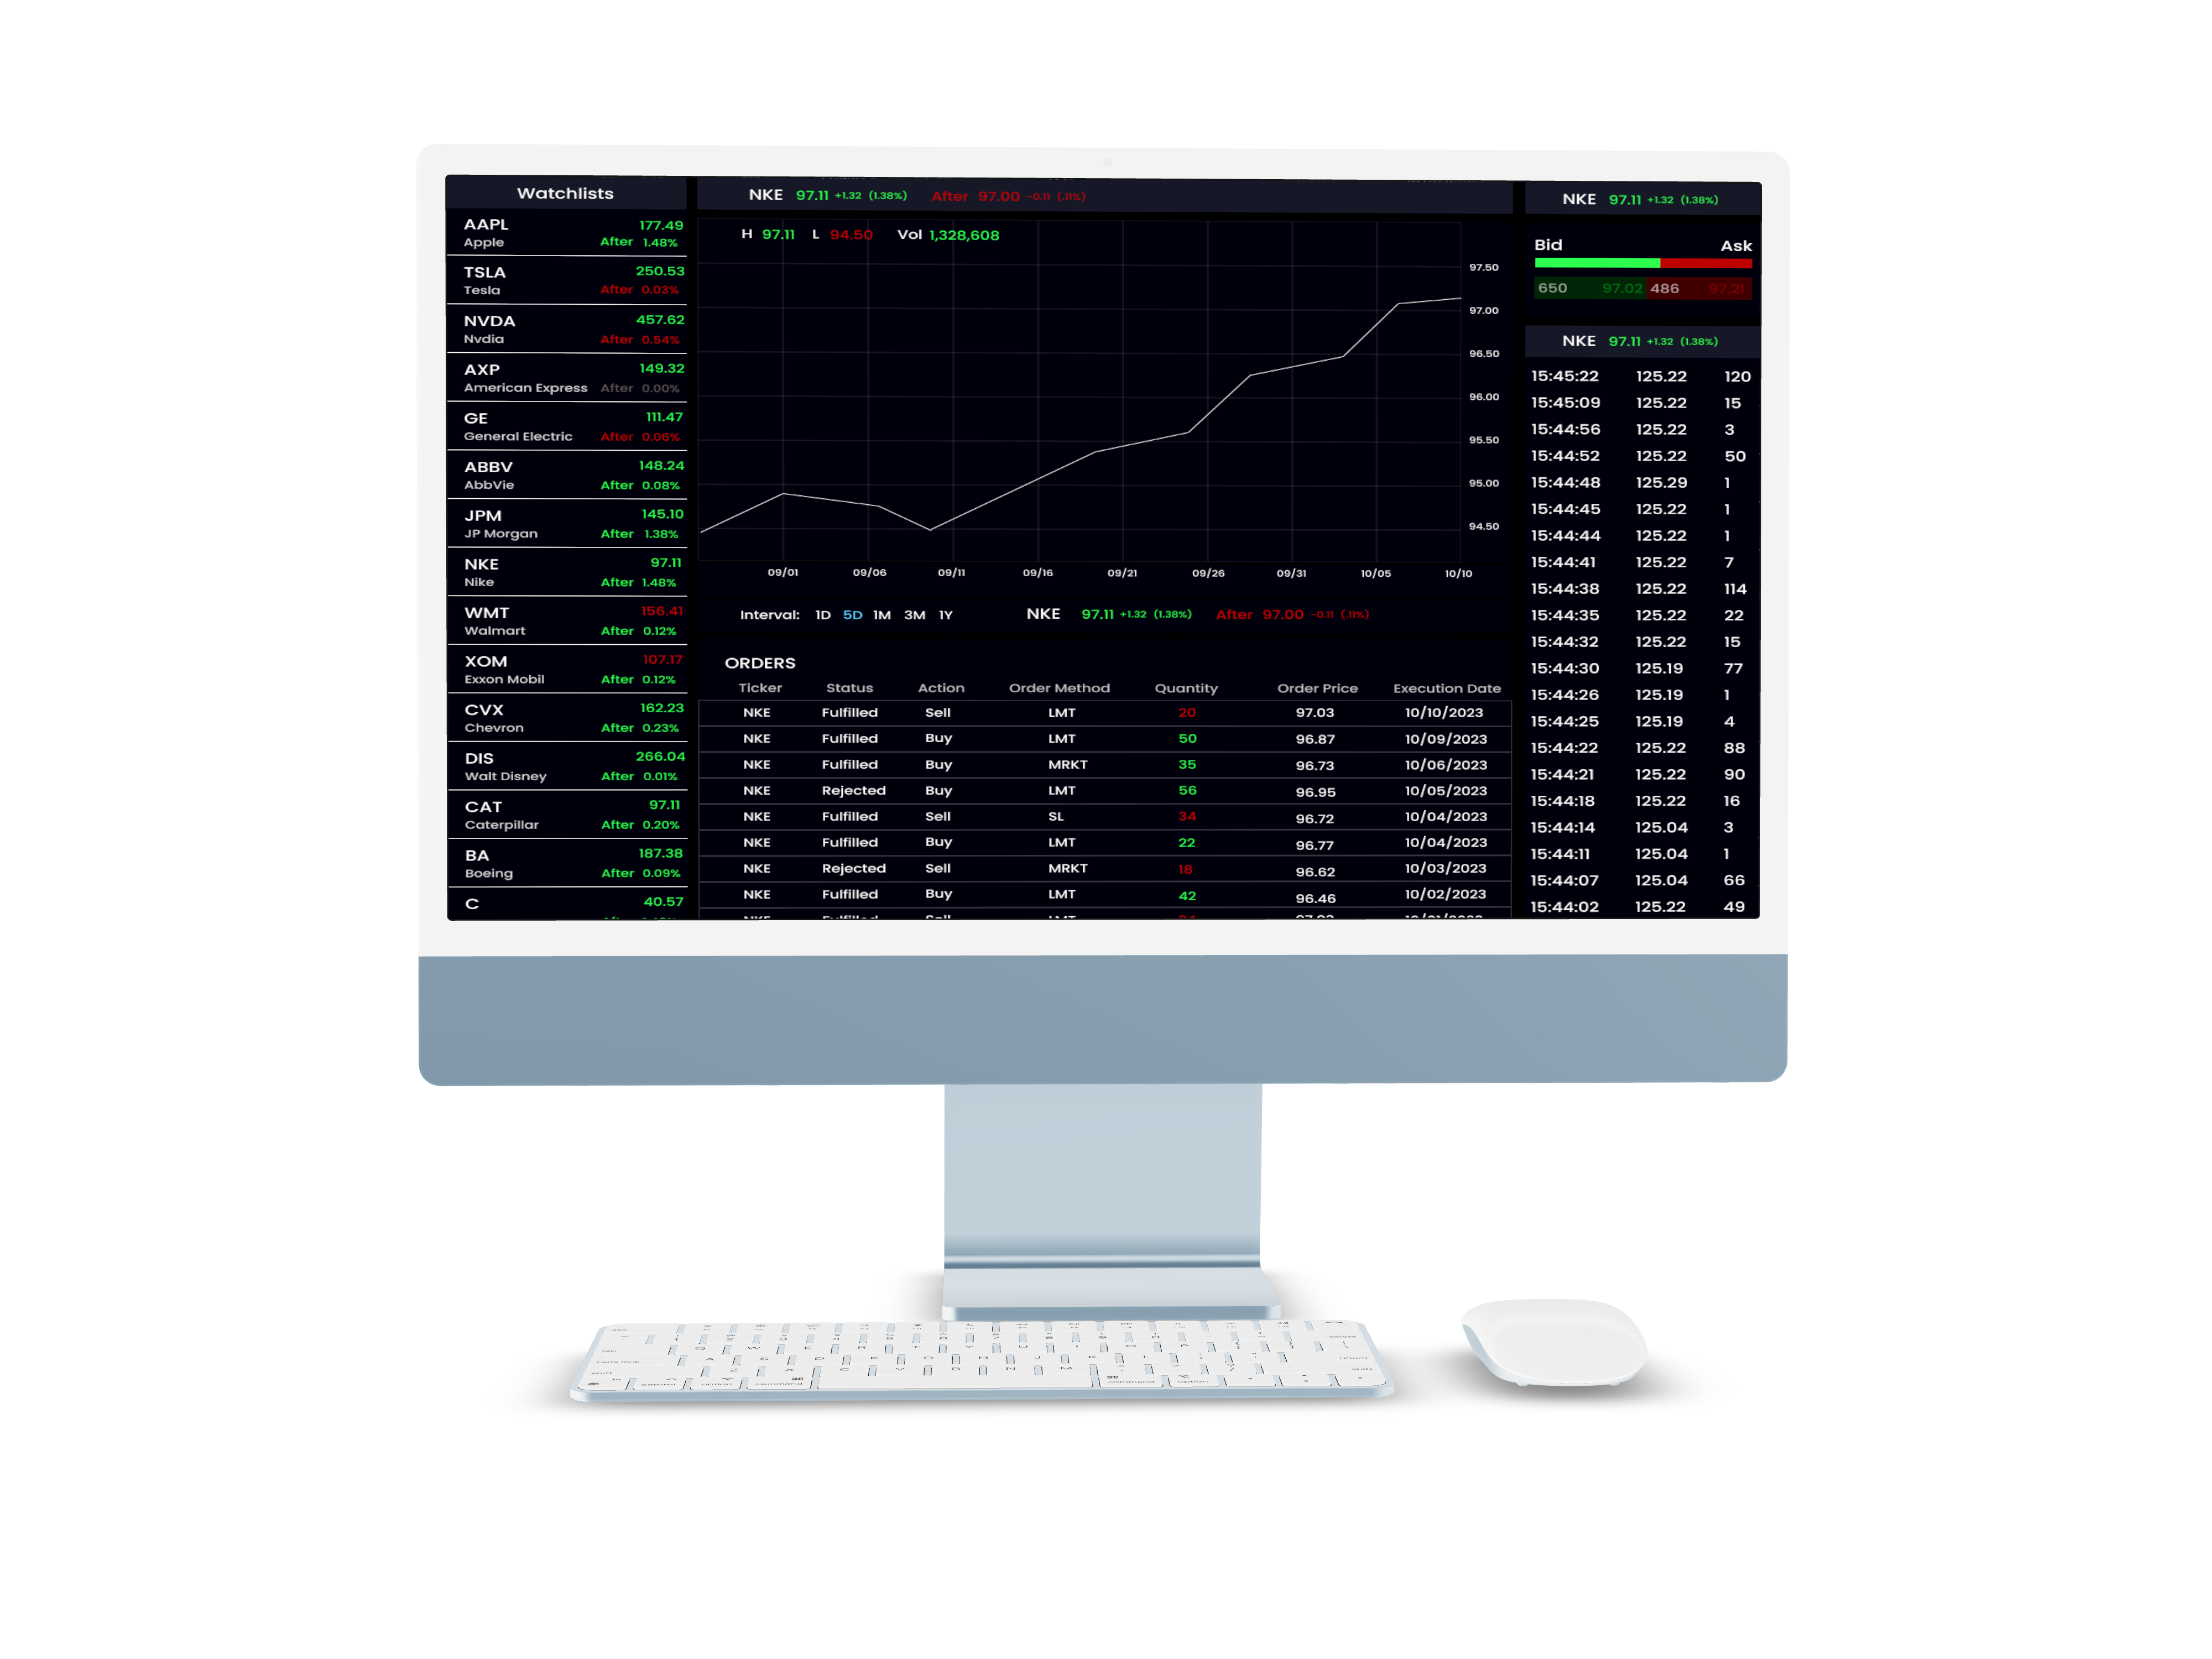 Watchlists
AAPL 177.49
Apple After 1.48%
TSLA 250.53
Tesla After 0.03%
NVDA 457.62
Nvdia After 0.54%
AXP 149.32
American Express After 0.00%
GE 111.47
General Electric After 0.06%
ABBV 148.24
AbbVie After 0.08%
JPM 145.10
JP Morgan After 1.38%
NKE 97.11
Nike After 1.48%
WMT 156.41
Walmart After 0.12%
XOM 107.17
Exxon Mobil After 0.12%
CVX 162.23
Chevron After 0.23%
DIS 266.04
Walt Disney After 0.01%
CAT 97.11
Caterpillar After 0.20%
BA 187.38
Boeing After 0.09%
C 40.57
NKE 97.11 +1.32 (1.38%) After 97.00 -0.11 (.11%)
H 97.11 L 94.50 Vol 1,328,608
97.50
97.00
96.50
96.00
95.50
95.00
94.50
09/01 09/06 09/11 09/16 09/21 09/26 09/31 10/05 10/10
Interval: 1D 5D 1M 3M 1Y NKE 97.11 +1.32 (1.38%) After 97.00 -0.11 (.11%)
ORDERS
Ticker Status Action Order Method Quantity Order Price Execution Date
NKE Fulfilled Sell LMT 20 97.03 10/10/2023
NKE Fulfilled Buy LMT 50 96.87 10/09/2023
NKE Fulfilled Buy MRKT 35 96.73 10/06/2023
NKE Rejected Buy LMT 56 96.95 10/05/2023
NKE Fulfilled Sell SL 34 96.72 10/04/2023
NKE Fulfilled Buy LMT 22 96.77 10/04/2023
NKE Rejected Sell MRKT 18 96.62 10/03/2023
NKE Fulfilled Buy LMT 42 96.46 10/02/2023
NKE 97.11 +1.32 (1.38%)
Bid Ask
650 97.02 486 97.21
NKE 97.11 +1.32 (1.38%)
15:45:22 125.22 120
15:45:09 125.22 15
15:44:56 125.22 3
15:44:52 125.22 50
15:44:48 125.29 1
15:44:45 125.22 1
15:44:44 125.22 1
15:44:41 125.22 7
15:44:38 125.22 114
15:44:35 125.22 22
15:44:32 125.22 15
15:44:30 125.19 77
15:44:26 125.19 1
15:44:25 125.19 4
15:44:22 125.22 88
15:44:21 125.22 90
15:44:18 125.22 16
15:44:14 125.04 3
15:44:11 125.04 1
15:44:07 125.04 66
15:44:02 125.22 49